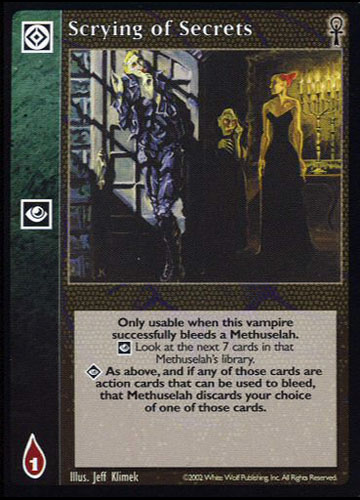 Scrying of Secrets
Only usable when this vampire
successfully bleeds a Methuselah.
Look at the next 7 cards in that
Methuselah's library.
As above, and if any of those cards are
action cards that can be used to bleed,
that Methuselah discards your choice
of one of those cards.
1
Illus. Jeff Klimek
©2002 White Wolf Publishing, Inc. All Rights Reserved.